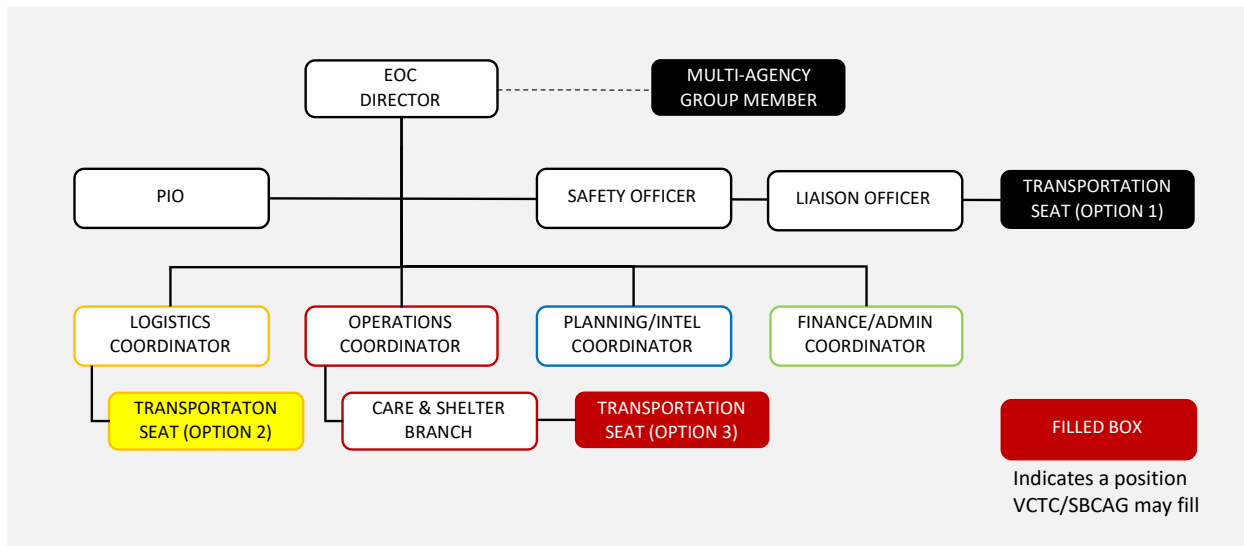 EOC
DIRECTOR
MULTI-AGENCY
GROUP MEMBER
PIO
SAFETY OFFICER
LIAISON OFFICER
TRANSPORTATION
SEAT (OPTION 1)
LOGISTICS
COORDINATOR
OPERATIONS
COORDINATOR
PLANNING/INTEL
COORDINATOR
FINANCE/ADMIN
COORDINATOR
TRANSPORTATON
SEAT (OPTION 2)
CARE & SHELTER
BRANCH
TRANSPORTATION
SEAT (OPTION 3)
FILLED BOX
Indicates a position
VCTC/SBCAG may fill